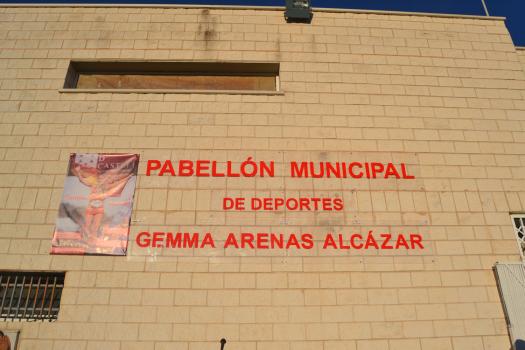 PABELLÓN MUNICIPAL
DE DEPORTES
GEMMA ARENAS ALCÁZAR